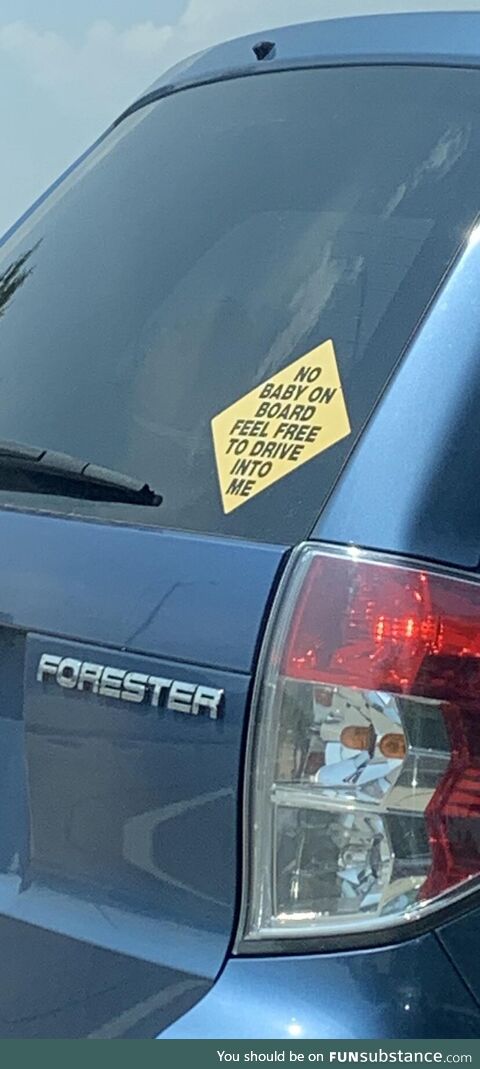 NO
BABY ON
BOARD
FEEL FREE
TO DRIVE
INTO
ME
FORESTER
You should be on FUNsubstance.com